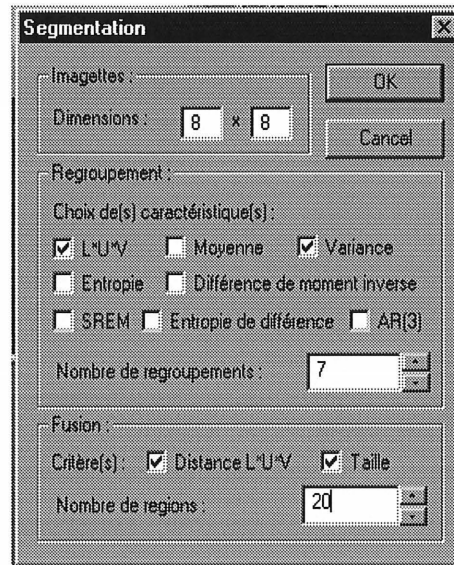 Segmentation
Imagettes :
OK
Dimensions : 8 x 8
Cancel
Regroupement :
Choix de(s) caractéristique(s) :
L*U*V Moyenne Variance
Entropie Différence de moment inverse
SREM Entropie de différence AR(3)
Nombre de regroupements : 7
Fusion :
Critère(s) : Distance L*U*V Taille
Nombre de regions : 20